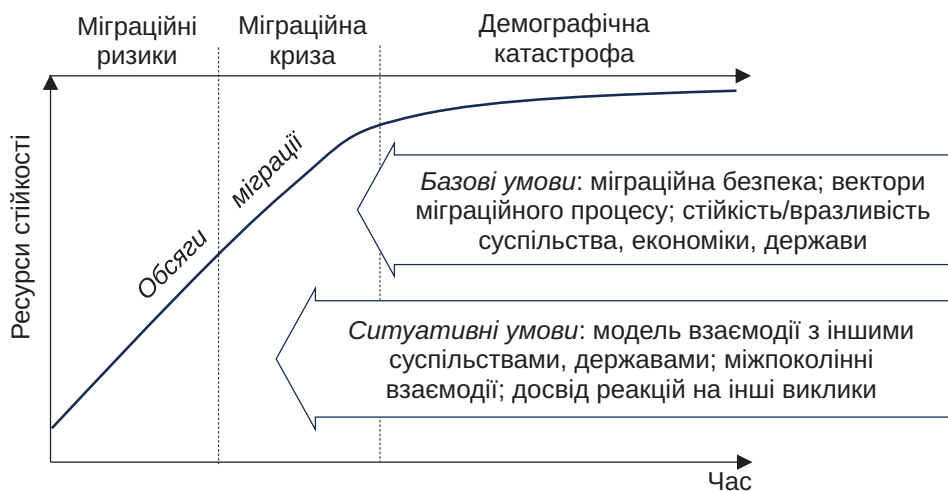 Міграційні
ризики
Міграційна
криза
Демографічна
катастрофа
Ресурси стійкості
Обсяги міграції
Базові умови: міграційна безпека; вектори
міграційного процесу; стійкість/вразливість
суспільства, економіки, держави
Ситуативні умови: модель взаємодії з іншими
суспільствами, державами; міжпоколінні
взаємодії; досвід реакцій на інші виклики
Час